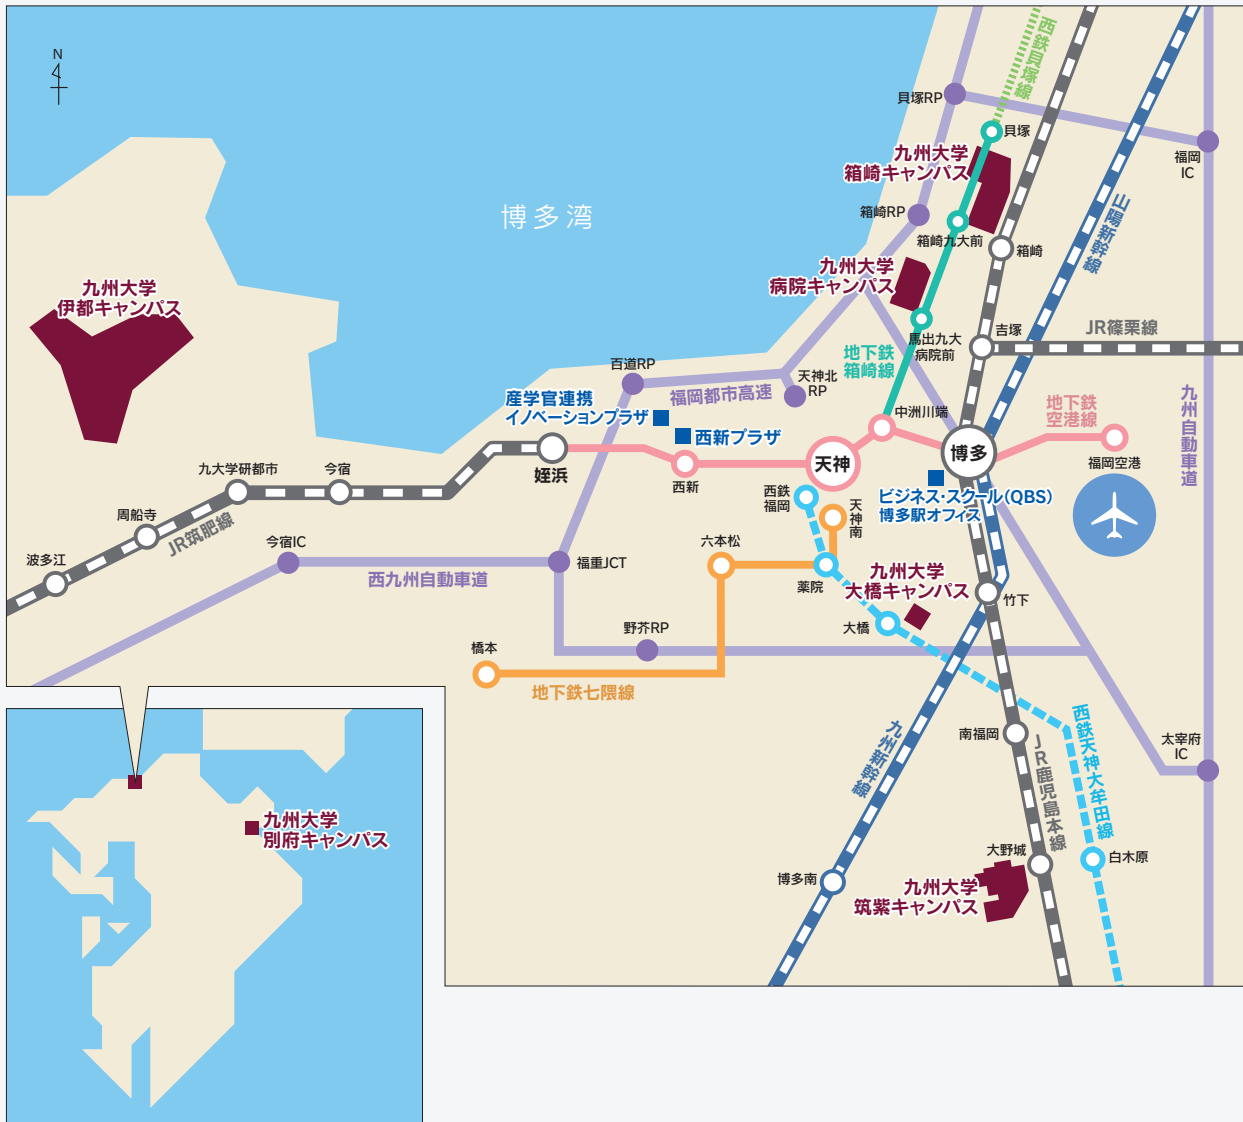 N
西鉄貝塚線
貝塚RP
貝塚
福岡
IC
九州大学
箱崎キャンパス
箱崎RP
箱崎九大前
箱崎
山陽新幹線
博多湾
九州大学
病院キャンパス
九州大学
伊都キャンパス
馬出九大
病院前
吉塚
JR篠栗線
地下鉄
箱崎線
百道RP
天神北
RP
福岡都市高速
産学官連携
イノベーションプラザ
西新プラザ
中洲川端
地下鉄
空港線
九州自動車道
姪浜
西新
天神
博多
福岡空港
九大学研都市
今宿
周船寺
JR筑肥線
波多江
今宿IC
西九州自動車道
福重JCT
西鉄
福岡
天神南
ビジネス・スクール(QBS)
博多駅オフィス
六本松
薬院
九州大学
大橋キャンパス
大橋
竹下
野芥RP
橋本
地下鉄七隈線
九州新幹線
南福岡
JR鹿児島本線
西鉄天神大牟田線
太宰府
IC
大野城
白木原
博多南
九州大学
筑紫キャンパス
九州大学
別府キャンパス